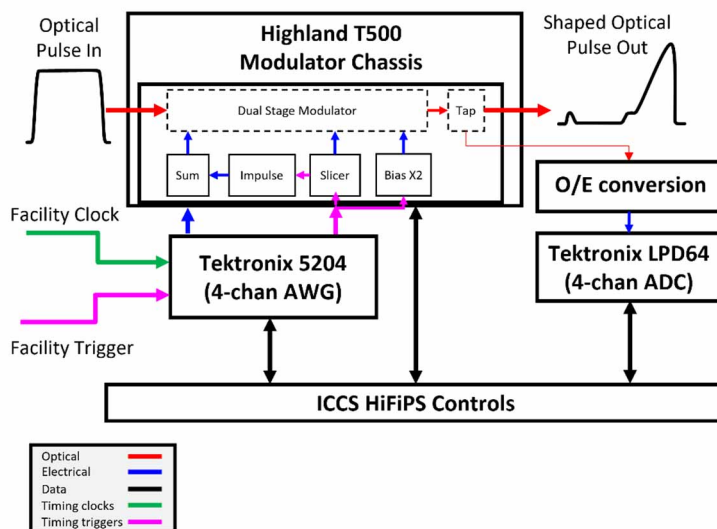 Optical
Pulse In
Highland T500
Modulator Chassis
Shaped Optical
Pulse Out
Dual Stage Modulator
Tap
Sum
Impulse
Slicer
Bias X2
O/E conversion
Facility Clock
Tektronix 5204
(4-chan AWG)
Tektronix LPD64
(4-chan ADC)
Facility Trigger
ICCS HiFiPS Controls
Optical
Electrical
Data
Timing clocks
Timing triggers